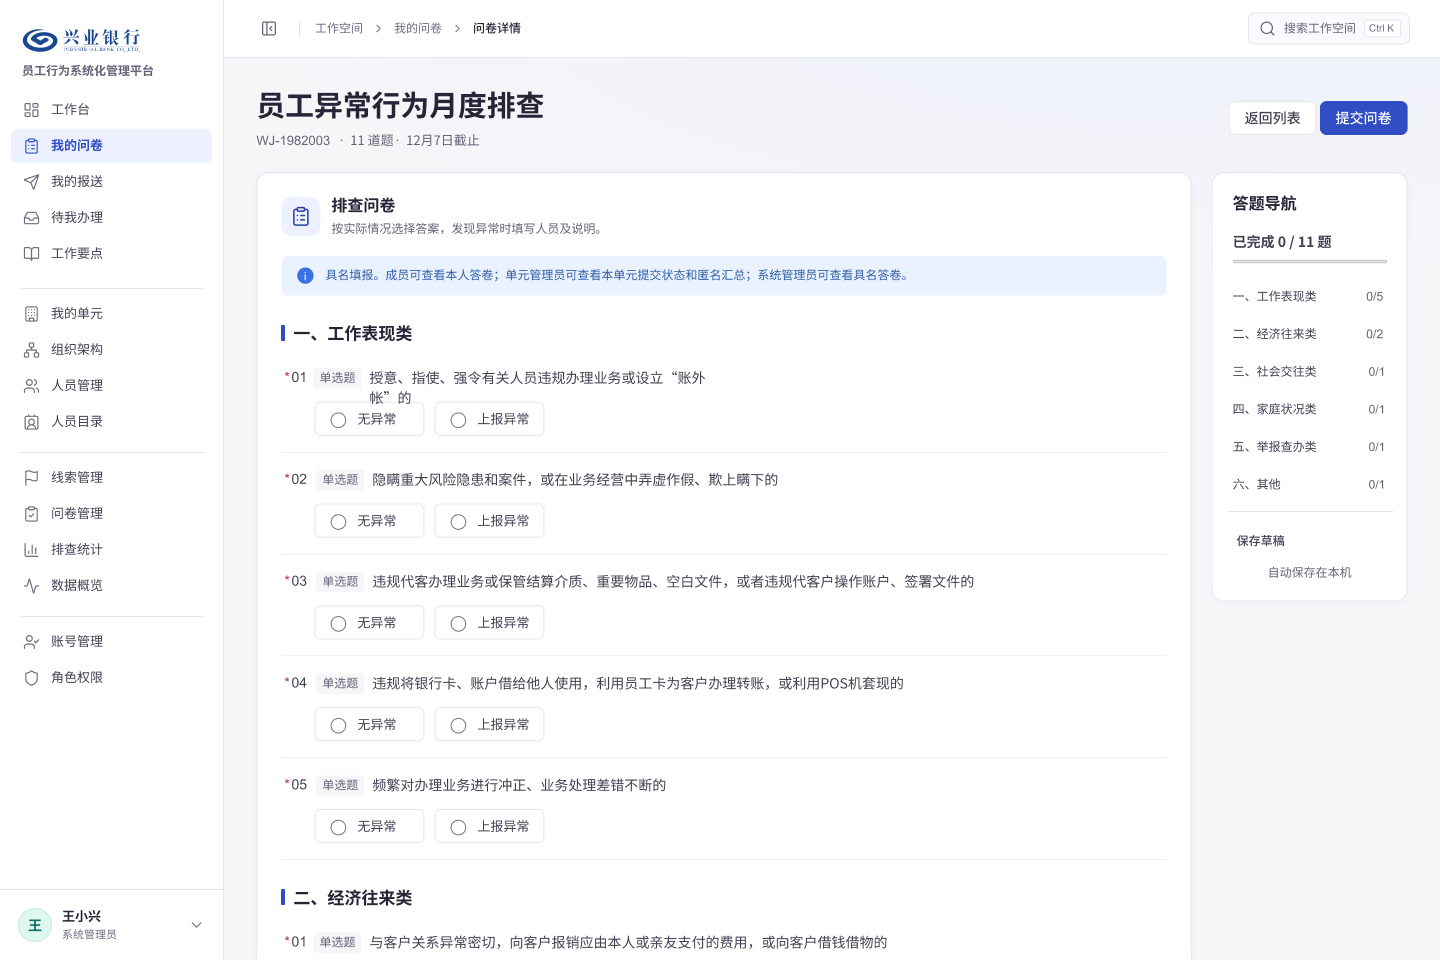 兴业银行
INDUSTRIAL BANK CO.,LTD.
员工行为系统化管理平台
工作台
我的问卷
我的报送
待我办理
工作要点
我的单元
组织架构
人员管理
人员目录
线索管理
问卷管理
排查统计
数据概览
账号管理
角色权限
王
王小兴
系统管理员
工作空间 > 我的问卷 > 问卷详情
搜索工作空间 Ctrl K
员工异常行为月度排查
WJ-1982003 · 11 道题 · 12月7日截止
返回列表
提交问卷
排查问卷
按实际情况选择答案，发现异常时填写人员及说明。
具名填报。成员可查看本人答卷；单元管理员可查看本单元提交状态和匿名汇总；系统管理员可查看具名答卷。
一、工作表现类
*01 单选题 授意、指使、强令有关人员违规办理业务或设立“账外
帐”的
无异常 上报异常
*02 单选题 隐瞒重大风险隐患和案件，或在业务经营中弄虚作假、欺上瞒下的
无异常 上报异常
*03 单选题 违规代客办理业务或保管结算介质、重要物品、空白文件，或者违规代客户操作账户、签署文件的
无异常 上报异常
*04 单选题 违规将银行卡、账户借给他人使用，利用员工卡为客户办理转账，或利用POS机套现的
无异常 上报异常
*05 单选题 频繁对办理业务进行冲正、业务处理差错不断的
无异常 上报异常
二、经济往来类
*01 单选题 与客户关系异常密切，向客户报销应由本人或亲友支付的费用，或向客户借钱借物的
答题导航
已完成 0 / 11 题
一、工作表现类 0/5
二、经济往来类 0/2
三、社会交往类 0/1
四、家庭状况类 0/1
五、举报查办类 0/1
六、其他 0/1
保存草稿
自动保存在本机